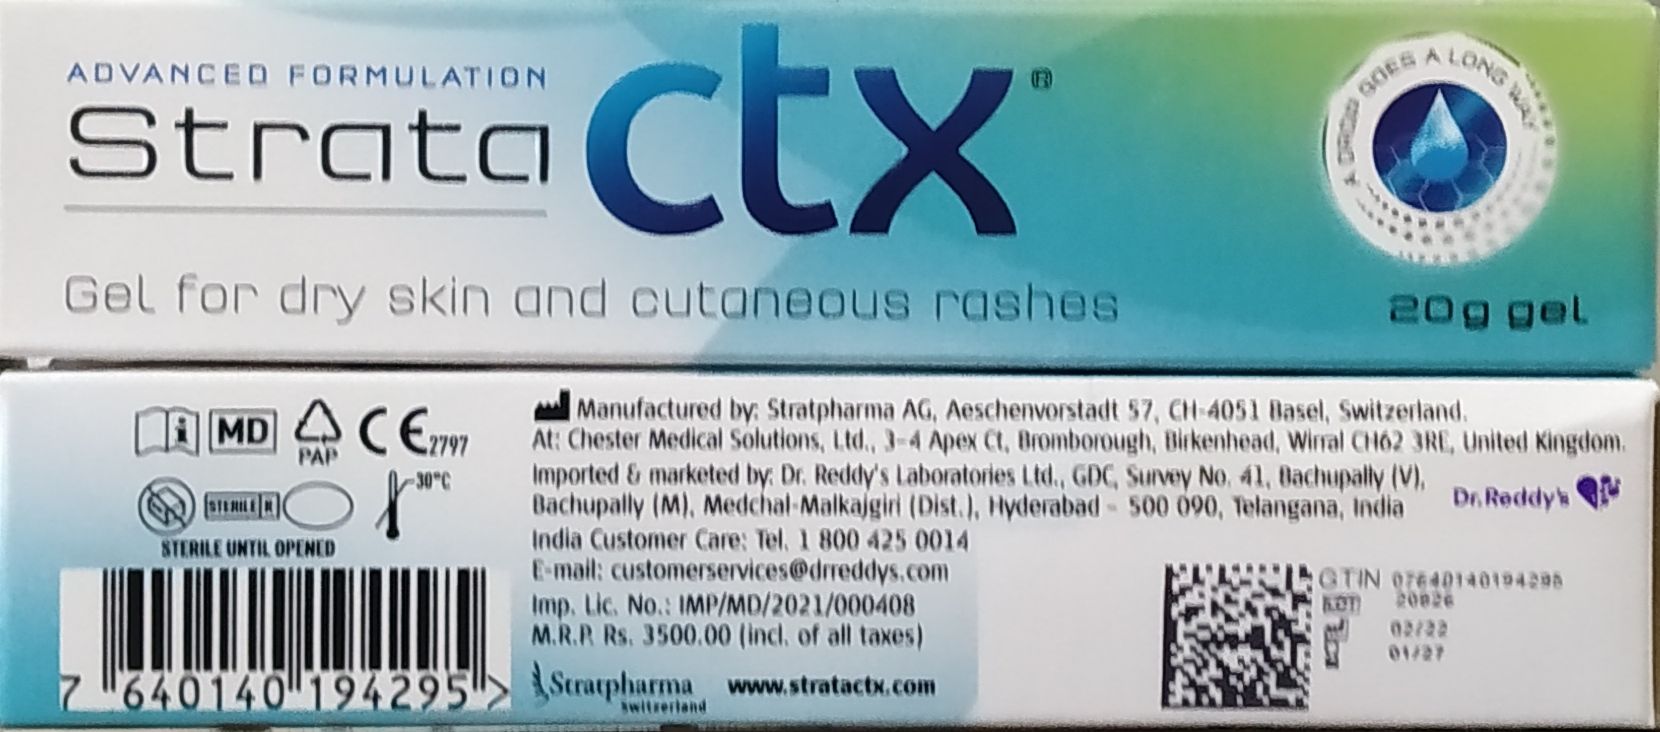 ADVANCED FORMULATION
Strata ctx®
A DROP GOES A LONG WAY
Gel for dry skin and cutaneous rashes
20g gel
MD
PAP
CE 2797
STERILE R
30°C
STERILE UNTIL OPENED
7 640140 194295 >
Manufactured by: Stratpharma AG, Aeschenvorstadt 57, CH-4051 Basel, Switzerland.
At: Chester Medical Solutions, Ltd., 3-4 Apex Ct, Bromborough, Birkenhead, Wirral CH62 3RE, United Kingdom.
Imported & marketed by: Dr. Reddy's Laboratories Ltd., GDC, Survey No. 41, Bachupally (V),
Bachupally (M), Medchal-Malkajgiri (Dist.), Hyderabad - 500 090, Telangana, India
Dr.Reddy's
India Customer Care: Tel. 1 800 425 0014
E-mail: customerservices@drreddys.com
Imp. Lic. No.: IMP/MD/2021/000408
M.R.P. Rs. 3500.00 (incl. of all taxes)
Stratpharma
switzerland
www.stratactx.com
GTIN 07640140194295
LOT 20826
02/22
01/27